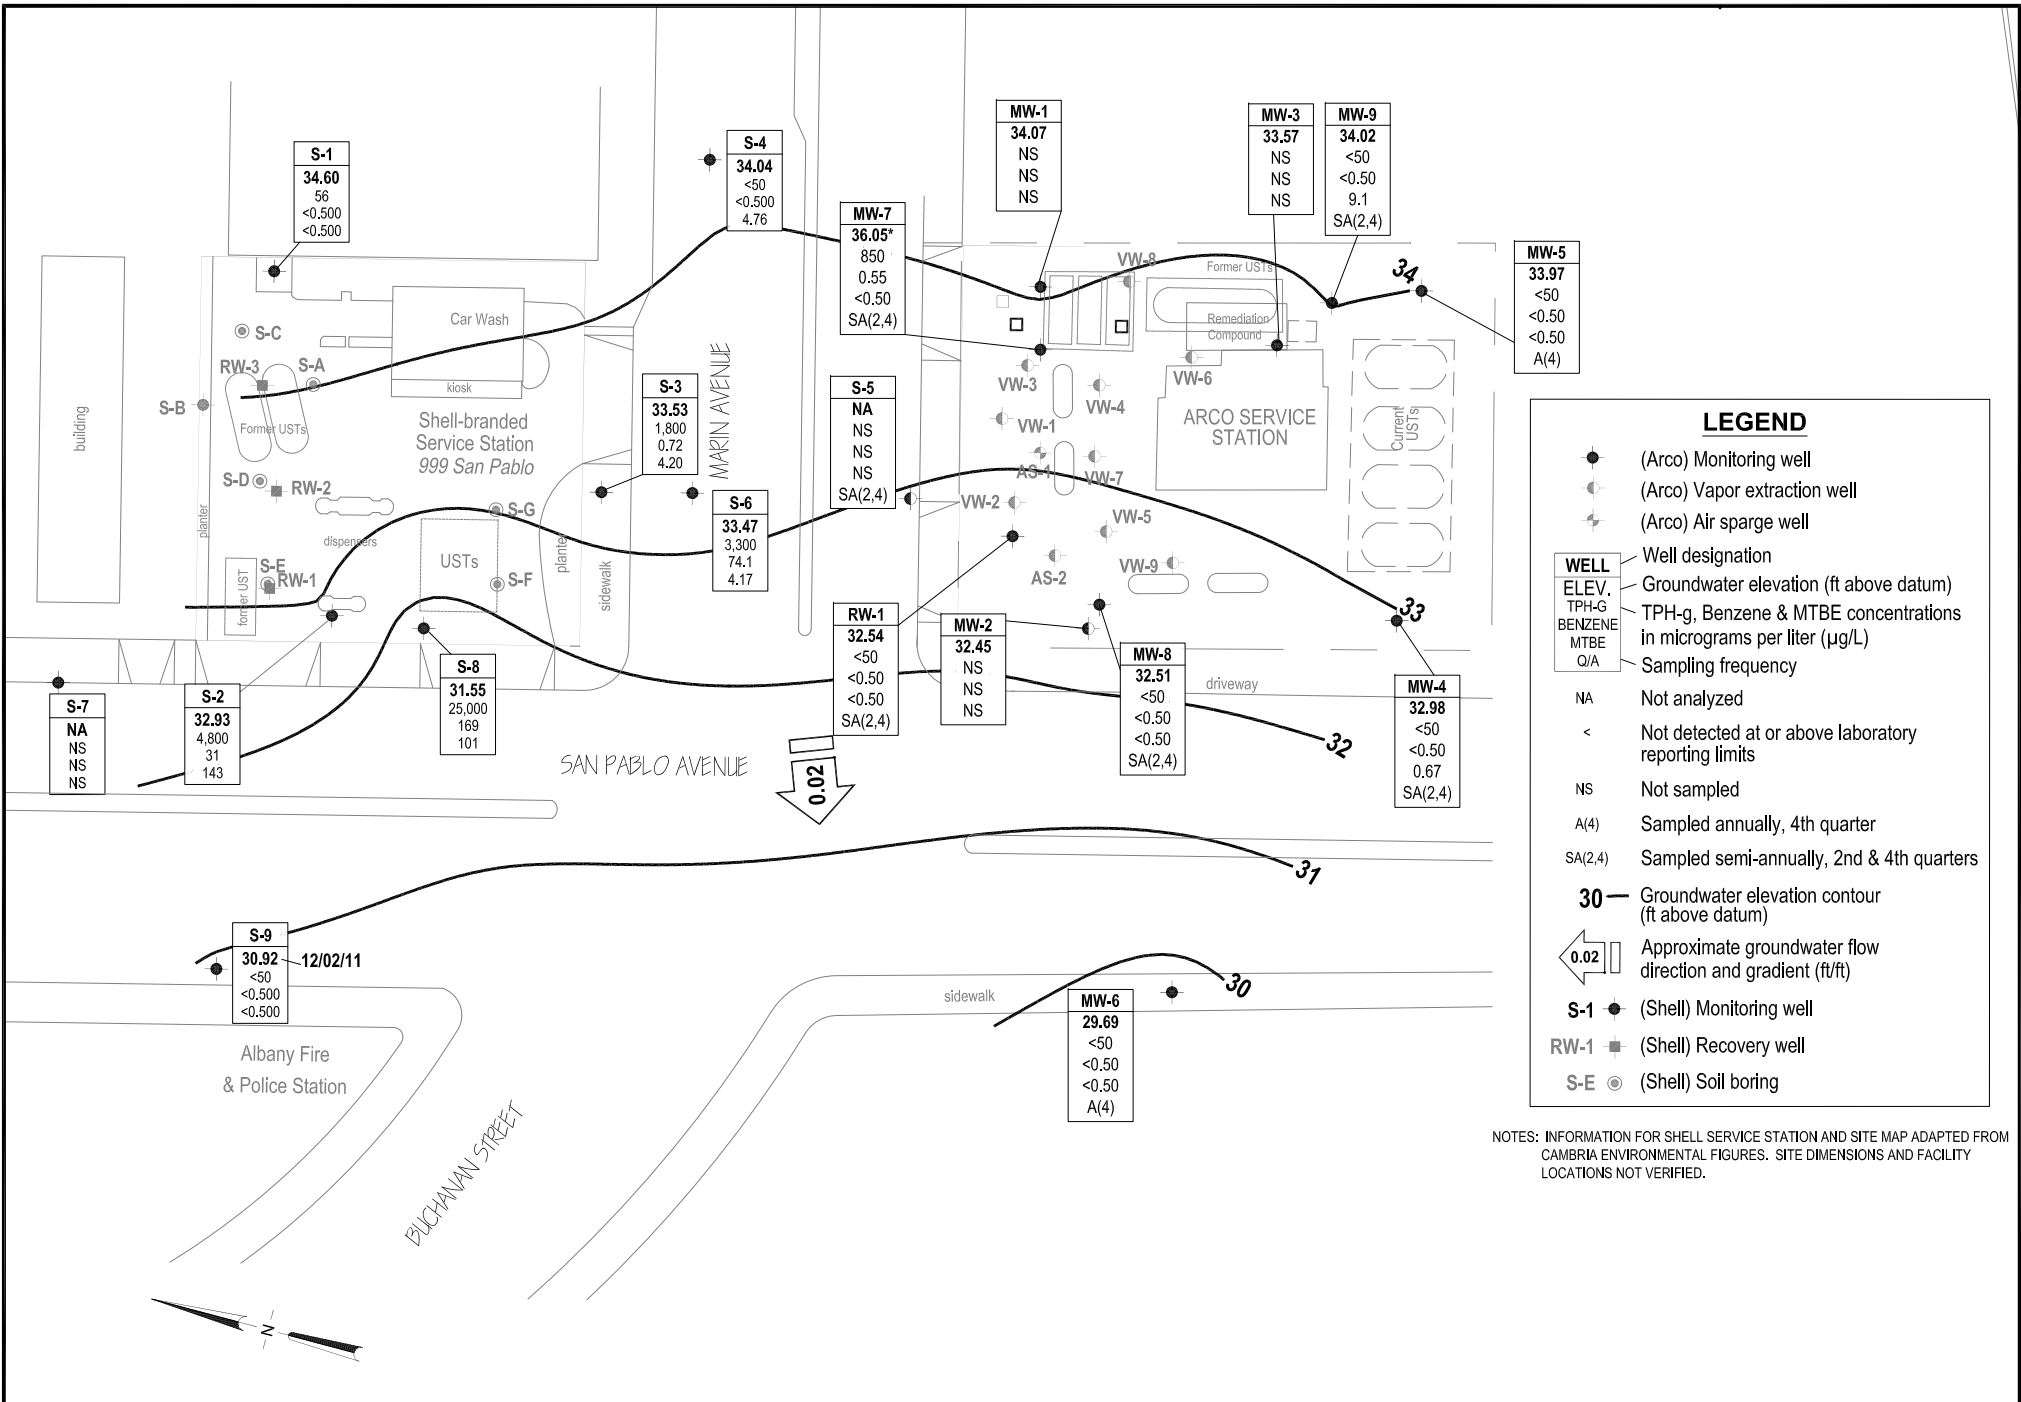 S-1
34.60
56
<0.500
<0.500
S-4
34.04
<50
<0.500
4.76
MW-1
34.07
NS
NS
NS
MW-3
33.57
NS
NS
NS
MW-9
34.02
<50
<0.50
9.1
SA(2,4)
MW-7
36.05*
850
0.55
<0.50
SA(2,4)
MW-5
33.97
<50
<0.50
<0.50
A(4)
34
VW-8
Former USTs
Remediation
Compound
VW-3
VW-4
VW-6
VW-1
AS-1
VW-7
VW-2
VW-5
AS-2
VW-9
ARCO SERVICE
STATION
Current
USTs
building
planter
S-C
RW-3
S-A
S-B
Former USTs
S-D
RW-2
Car Wash
kiosk
Shell-branded
Service Station
999 San Pablo
S-G
dispensers
USTs
S-E
RW-1
S-F
former UST
planter
sidewalk
MARIN AVENUE
S-3
33.53
1,800
0.72
4.20
S-5
NA
NS
NS
NS
SA(2,4)
S-6
33.47
3,300
74.1
4.17
33
RW-1
32.54
<50
<0.50
<0.50
SA(2,4)
MW-2
32.45
NS
NS
NS
MW-8
32.51
<50
<0.50
<0.50
SA(2,4)
driveway
MW-4
32.98
<50
<0.50
0.67
SA(2,4)
S-7
NA
NS
NS
NS
S-2
32.93
4,800
31
143
S-8
31.55
25,000
169
101
SAN PABLO AVENUE
0.02
32
31
S-9
30.92
<50
<0.500
<0.500
12/02/11
30
sidewalk
MW-6
29.69
<50
<0.50
<0.50
A(4)
Albany Fire
& Police Station
BUCHANAN STREET
N
LEGEND
(Arco) Monitoring well
(Arco) Vapor extraction well
(Arco) Air sparge well
WELL
ELEV.
TPH-G
BENZENE
MTBE
Q/A
Well designation
Groundwater elevation (ft above datum)
TPH-g, Benzene & MTBE concentrations
in micrograms per liter (µg/L)
Sampling frequency
NA Not analyzed
< Not detected at or above laboratory
reporting limits
NS Not sampled
A(4) Sampled annually, 4th quarter
SA(2,4) Sampled semi-annually, 2nd & 4th quarters
30 Groundwater elevation contour
(ft above datum)
0.02 Approximate groundwater flow
direction and gradient (ft/ft)
S-1 (Shell) Monitoring well
RW-1 (Shell) Recovery well
S-E (Shell) Soil boring
NOTES: INFORMATION FOR SHELL SERVICE STATION AND SITE MAP ADAPTED FROM
CAMBRIA ENVIRONMENTAL FIGURES. SITE DIMENSIONS AND FACILITY
LOCATIONS NOT VERIFIED.